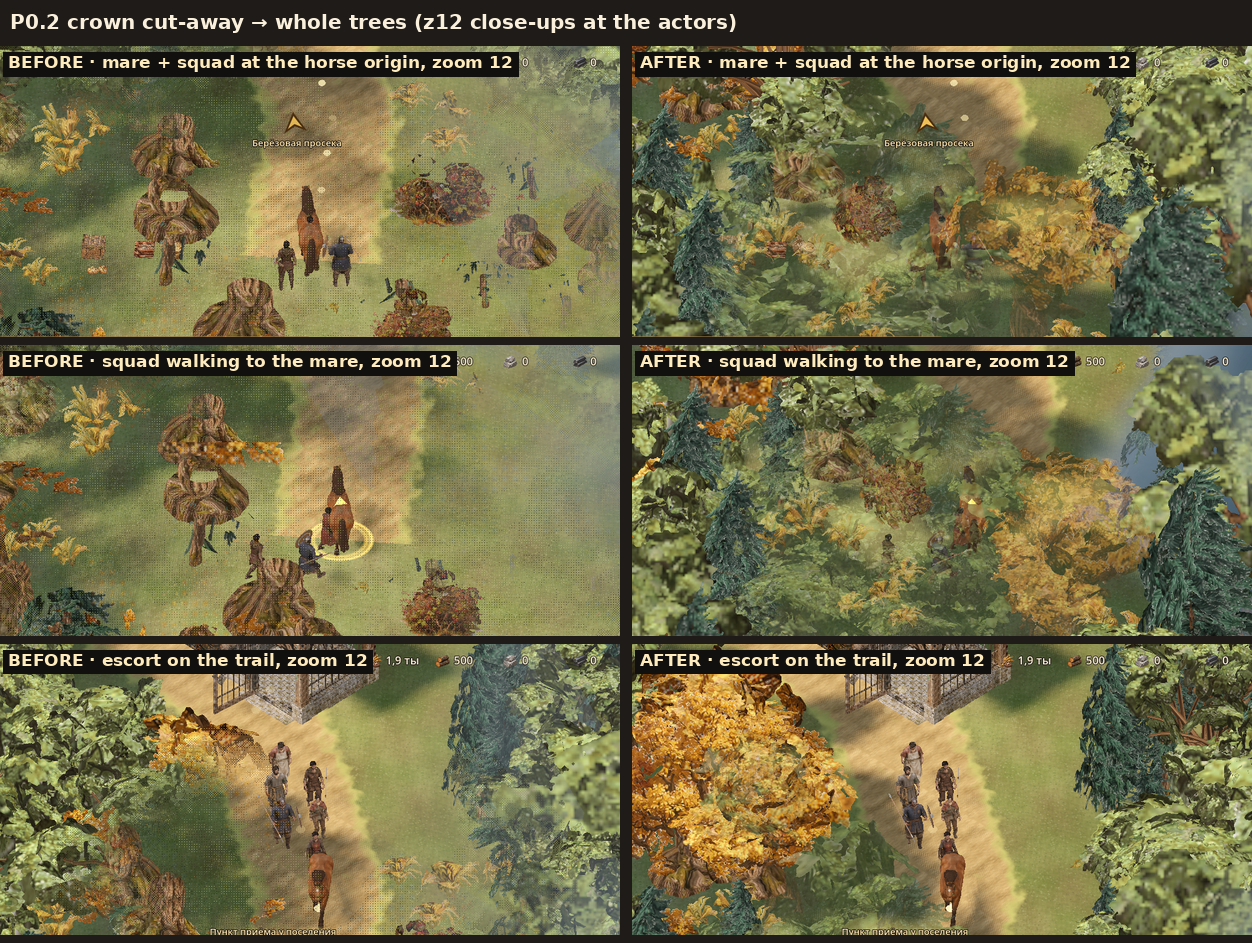 P0.2 crown cut-away → whole trees (z12 close-ups at the actors)
BEFORE · mare + squad at the horse origin, zoom 12
0
0
AFTER · mare + squad at the horse origin, zoom 12
0
0
Березовая просека
Березовая просека
BEFORE · squad walking to the mare, zoom 12
500
0
0
AFTER · squad walking to the mare, zoom 12
500
0
0
BEFORE · escort on the trail, zoom 12
1,9 ты
500
0
0
AFTER · escort on the trail, zoom 12
1,9 ты
500
0
0
Пункт приёма у поселения
Пункт приёма у поселения